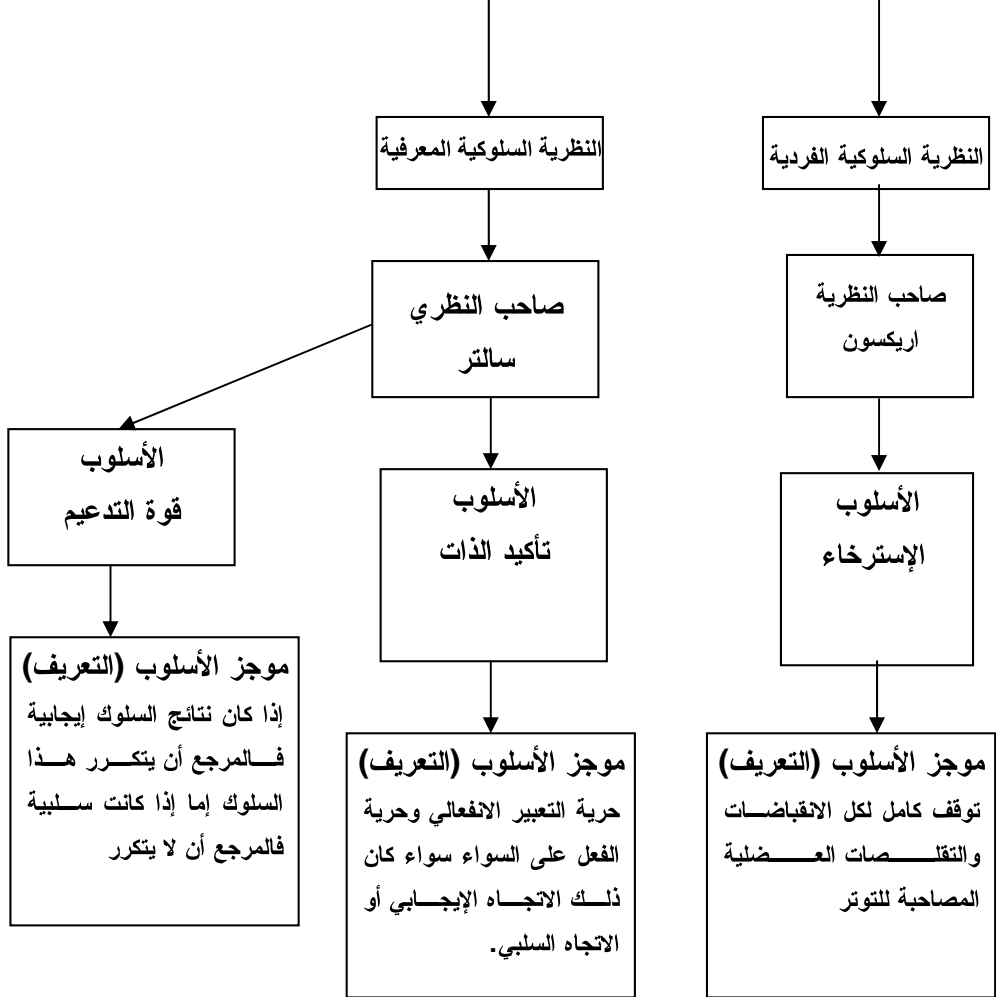 النظرية السلوكية الفردية
صاحب النظرية
اريكسون
الأسلوب
الإسترخاء
موجز الأسلوب (التعريف)
توقف كامل لكل الانقباضات
والتقلصات العضلية
المصاحبة للتوتر
النظرية السلوكية المعرفية
صاحب النظري
سالتر
الأسلوب
تأكيد الذات
موجز الأسلوب (التعريف)
حرية التعبير الانفعالي وحرية
الفعل على السواء سواء كان
ذلك الاتجاه الإيجابي أو
الاتجاه السلبي.
الأسلوب
قوة التدعيم
موجز الأسلوب (التعريف)
إذا كان نتائج السلوك إيجابية
فالمرجع أن يتكرر هذا
السلوك إما إذا كانت سلبية
فالمرجع أن لا يتكرر